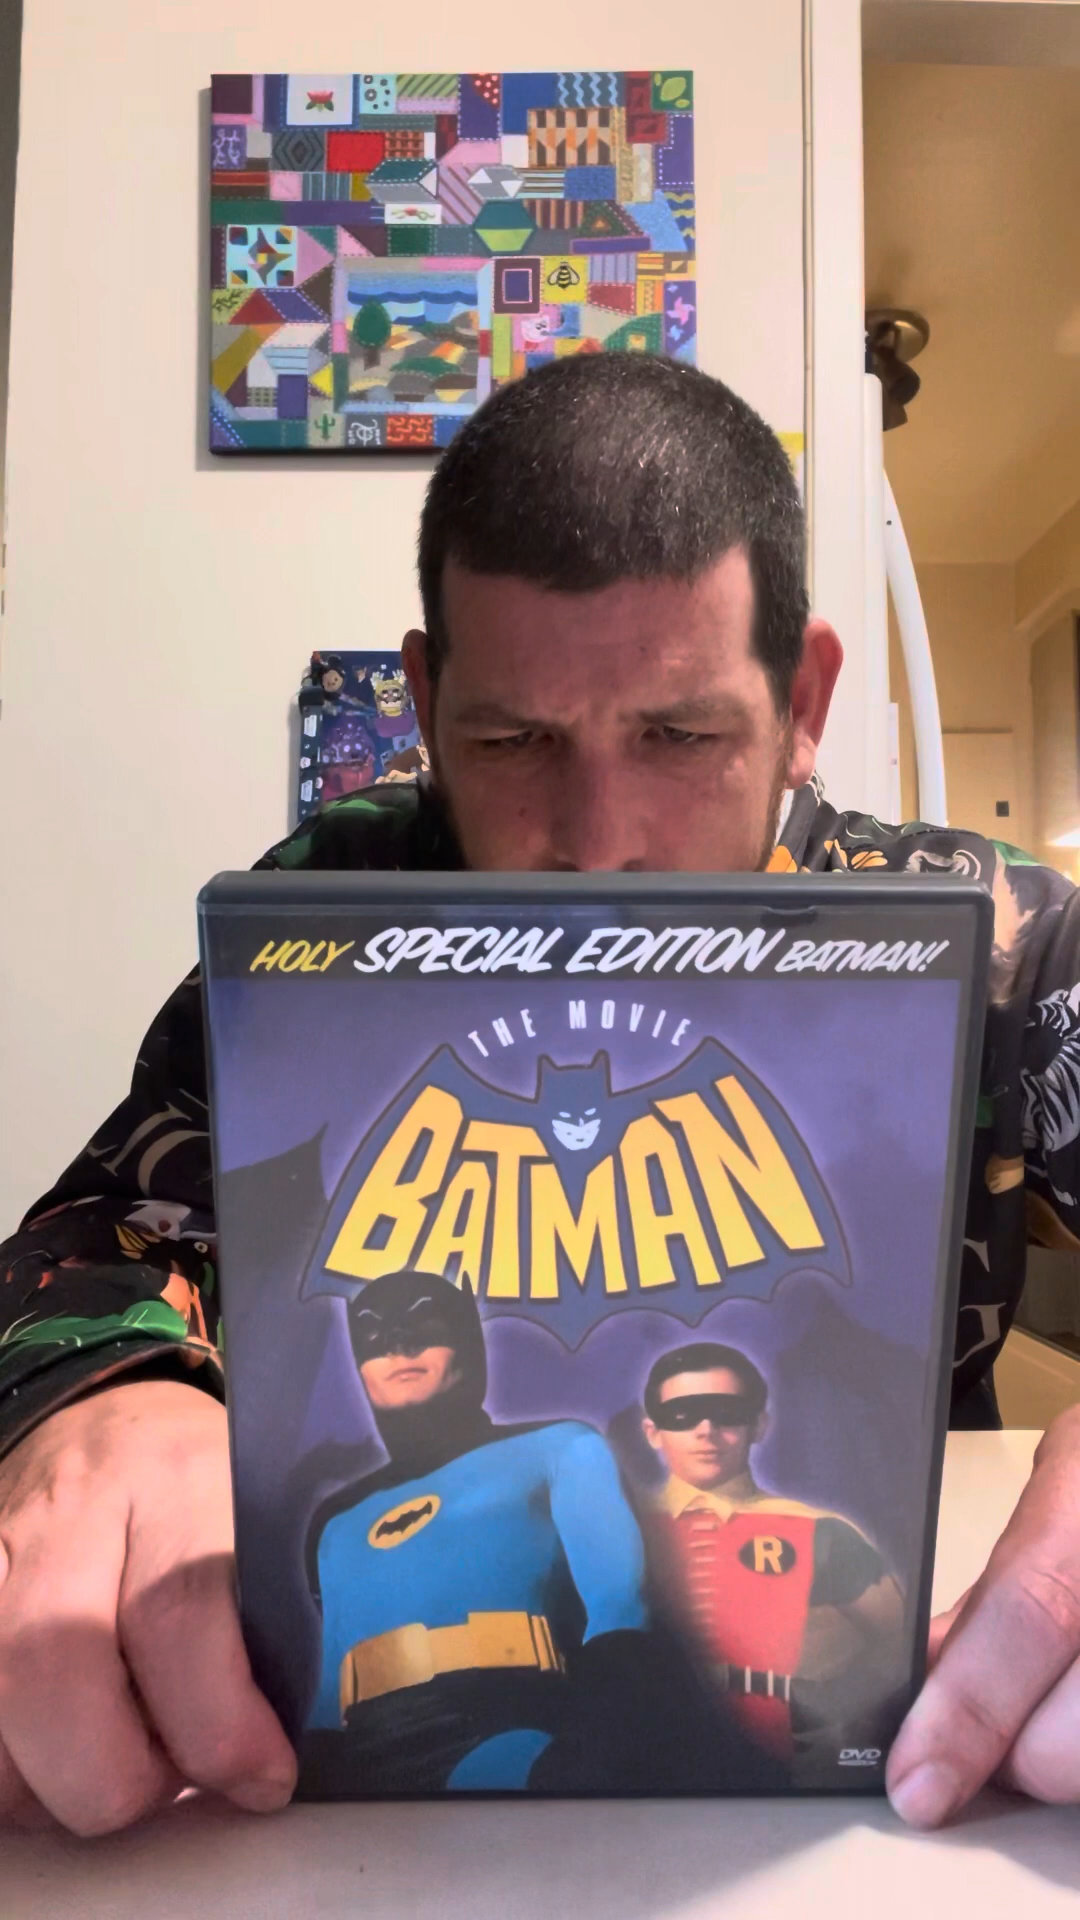 HOLY SPECIAL EDITION BATMAN!
THE MOVIE
BATMAN
R
DVD